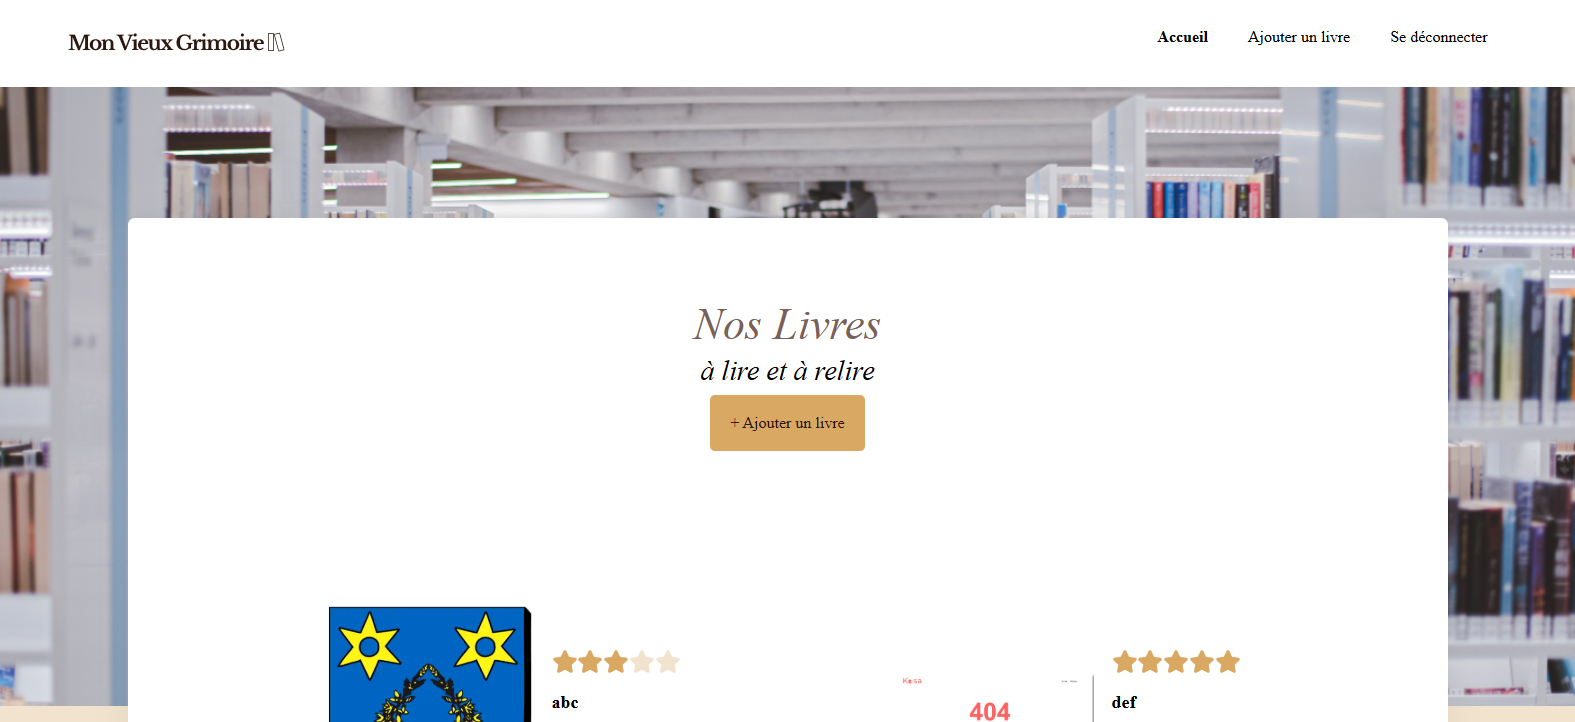 Mon Vieux Grimoire
Accueil
Ajouter un livre
Se déconnecter
Nos Livres
à lire et à relire
+ Ajouter un livre
abc
Kasa
404
def